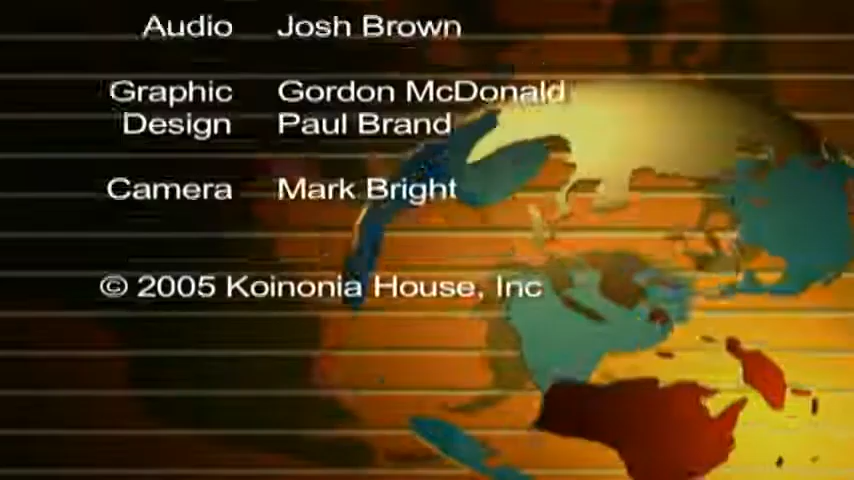 Audio Josh Brown
Graphic Gordon McDonald
Design Paul Brand
Camera Mark Bright
© 2005 Koinonia House, Inc